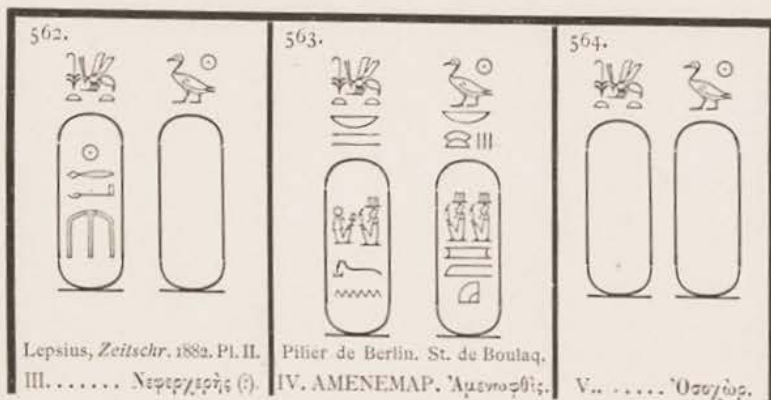 562.
563.
564.
Lepsius, Zeitschr. 1882. Pl. II.
Pilier de Berlin. St. de Boulaq.
III....... Νεφερχερὴς (?).
IV. AMENEMAP. Ἀμενωφθὶς.
V.. ..... Ὀσοχὼρ.